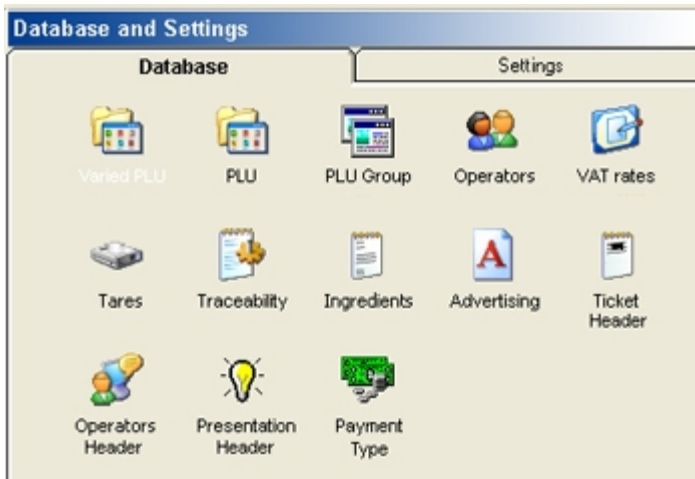 Database and Settings
Database Settings
Varied PLU PLU PLU Group Operators VAT rates
Tares Traceability Ingredients Advertising Ticket
Header
Operators Presentation Payment
Header Header Type